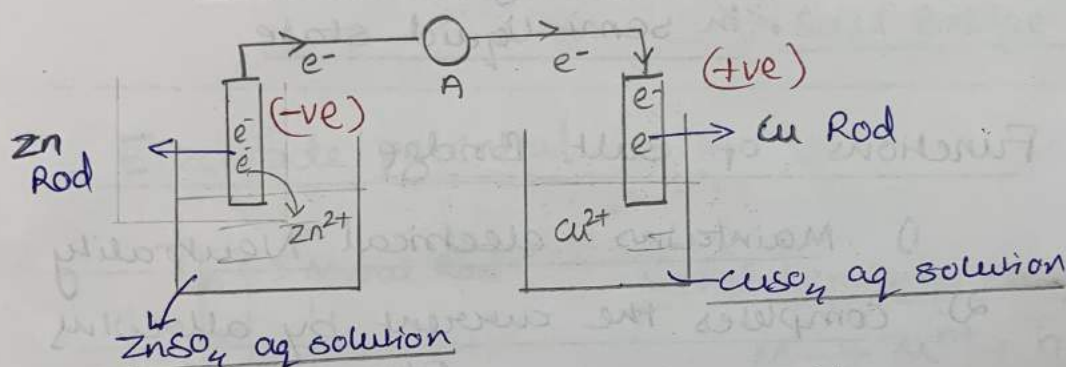 e⁻ e⁻
A
(-ve) (+ve)
e⁻ e⁻
e e⁻
Zn Rod
Cu Rod
Zn²⁺ Cu²⁺
CuSO₄ aq solution
ZnSO₄ aq solution